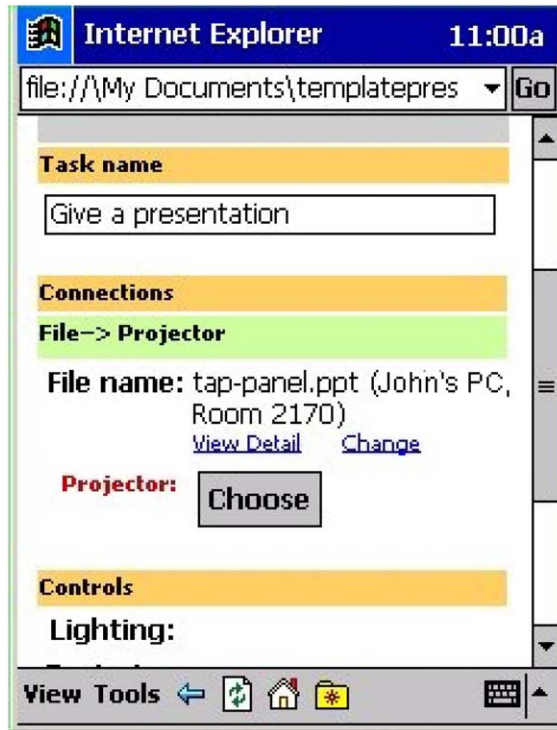 Internet Explorer 11:00a
file://\My Documents\templatepres Go
Task name
Give a presentation
Connections
File-> Projector
File name: tap-panel.ppt (John's PC,
Room 2170)
View Detail Change
Projector: Choose
Controls
Lighting:
View Tools